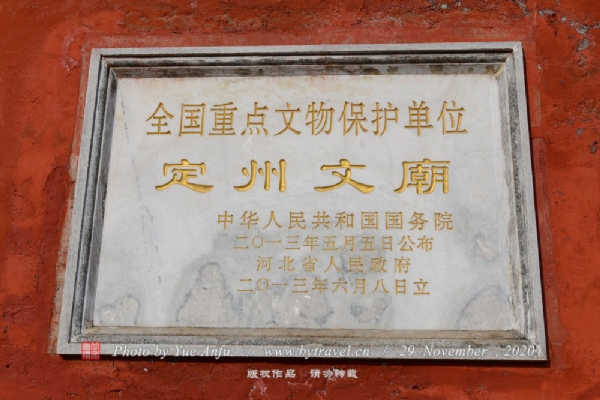 全国重点文物保护单位
定州文廟
中华人民共和国国务院
二〇一三年五月五日公布
河北省人民政府
二〇一三年六月八日立
Photo by Yue Anfu. www.bytravel.cn / 29. November . 2020
版权作品 请勿转载